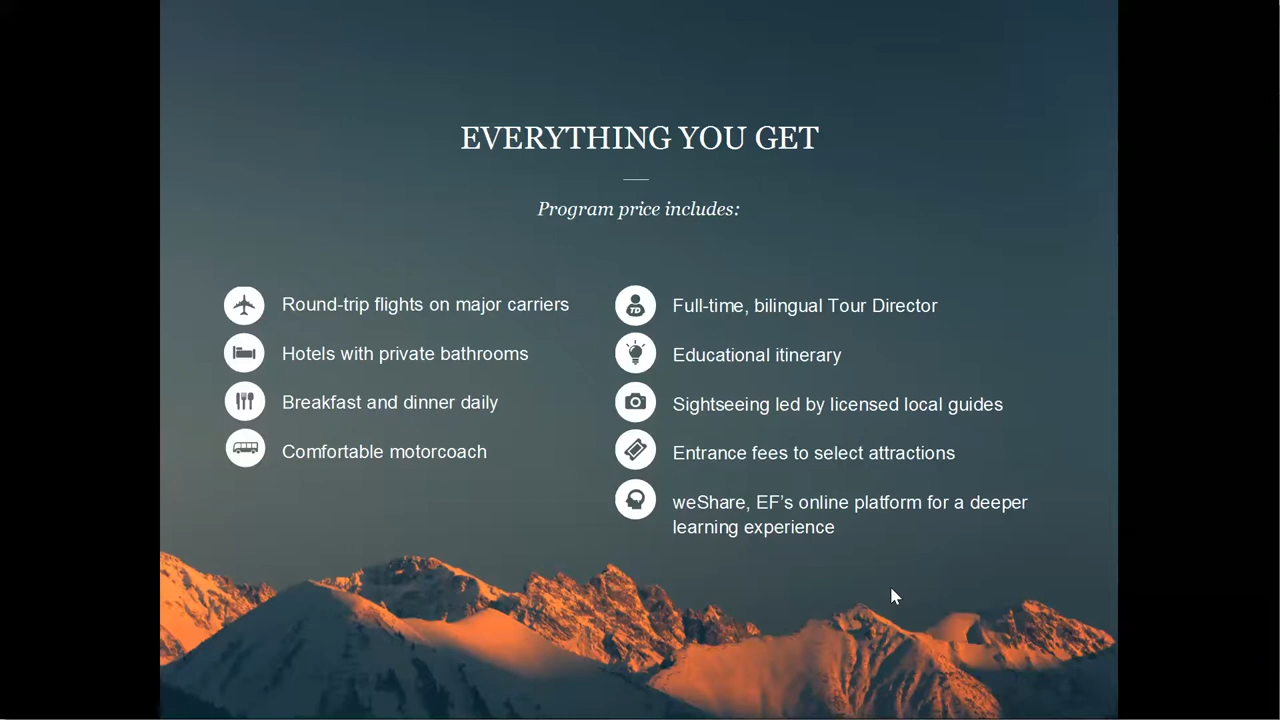 EVERYTHING YOU GET
Program price includes:
Round-trip flights on major carriers
Hotels with private bathrooms
Breakfast and dinner daily
Comfortable motorcoach
TD
Full-time, bilingual Tour Director
Educational itinerary
Sightseeing led by licensed local guides
Entrance fees to select attractions
weShare, EF’s online platform for a deeper
learning experience